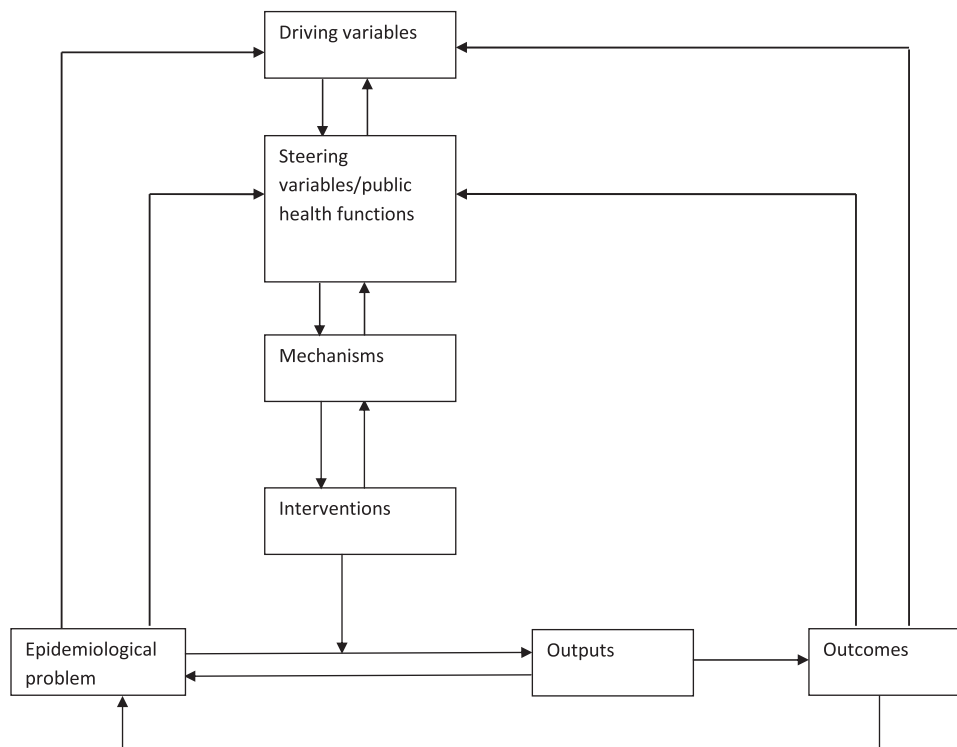 Driving variables
Steering
variables/public
health functions
Mechanisms
Interventions
Epidemiological
problem
Outputs
Outcomes